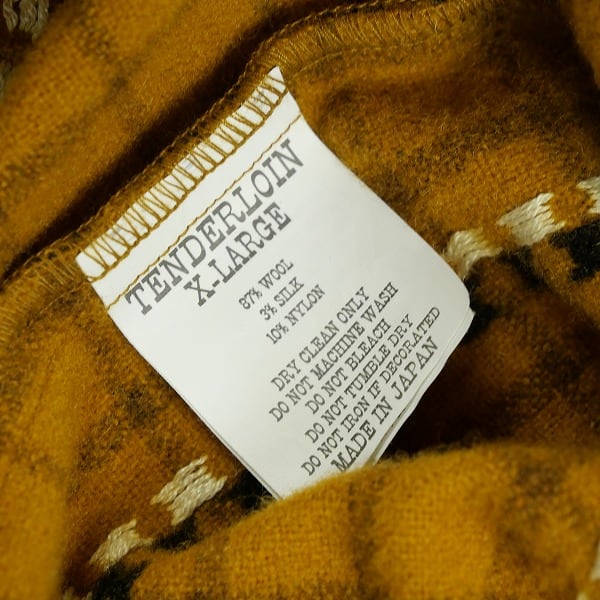 TENDERLOIN
X-LARGE
87% WOOL
3% SILK
10% NYLON
DRY CLEAN ONLY
DO NOT MACHINE WASH
DO NOT BLEACH
DO NOT TUMBLE DRY
DO NOT IRON IF DECORATED
MADE IN JAPAN